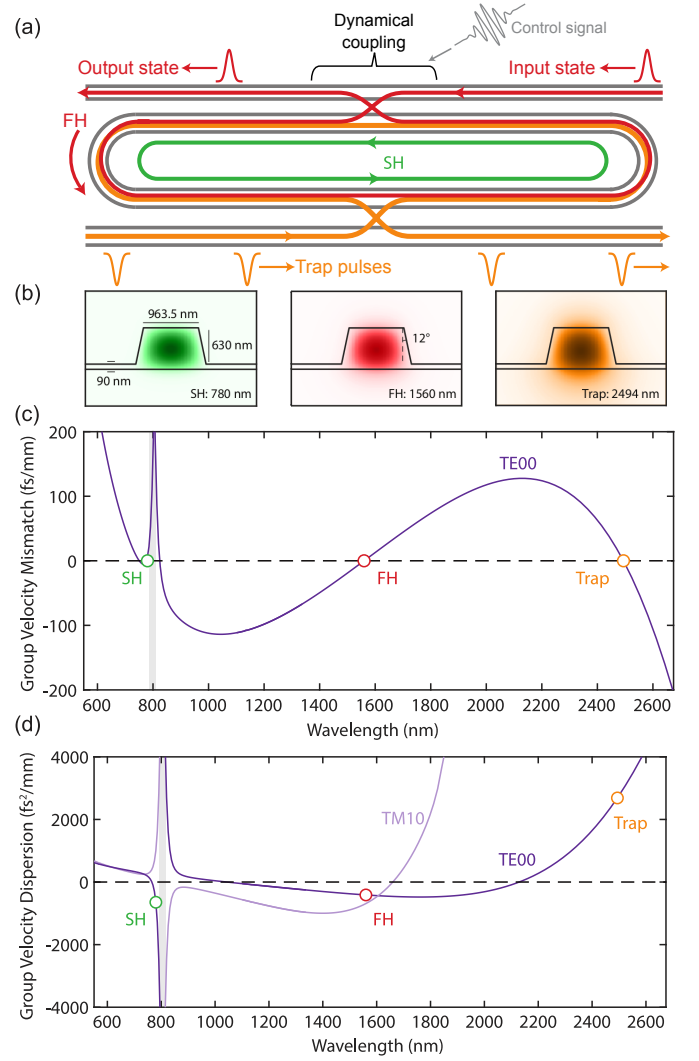 (a)
Dynamical
coupling
Control signal
Output state
Input state
FH
SH
Trap pulses
(b)
963.5 nm
630 nm
90 nm
SH: 780 nm
12°
FH: 1560 nm
Trap: 2494 nm
(c)
Group Velocity Mismatch (fs/mm)
200
100
0
-100
-200
TE00
SH
FH
Trap
600 800 1000 1200 1400 1600 1800 2000 2200 2400 2600
Wavelength (nm)
(d)
Group Velocity Dispersion (fs²/mm)
4000
2000
0
-2000
-4000
TM10
TE00
Trap
SH
FH
600 800 1000 1200 1400 1600 1800 2000 2200 2400 2600
Wavelength (nm)